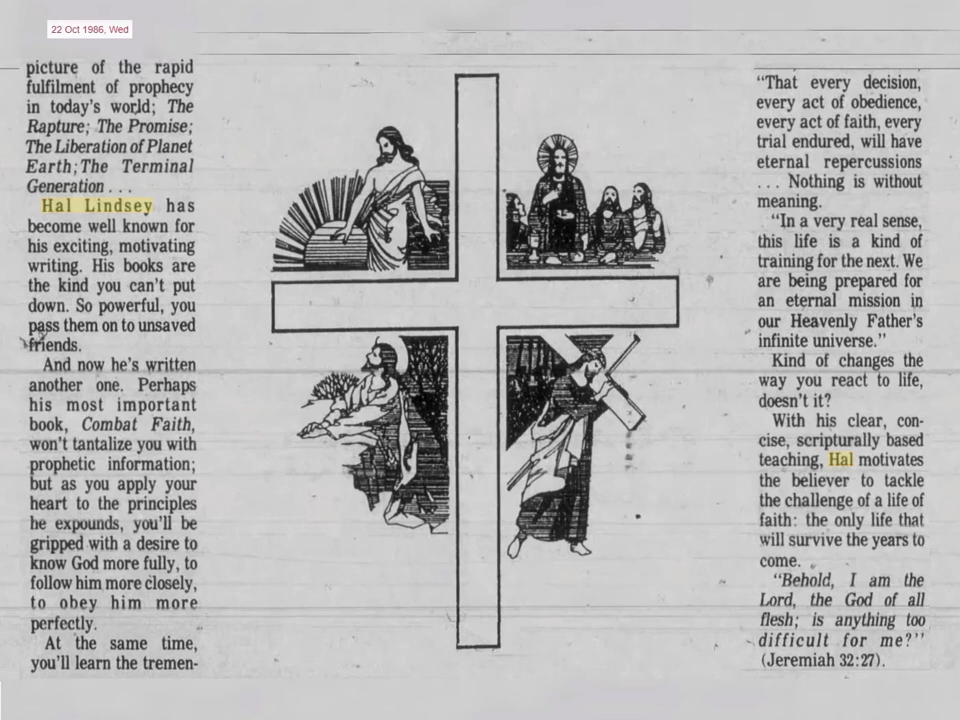 22 Oct 1986, Wed
picture of the rapid
fulfilment of prophecy
in today's world; The
Rapture; The Promise;
The Liberation of Planet
Earth; The Terminal
Generation . . .
Hal Lindsey has
become well known for
his exciting, motivating
writing. His books are
the kind you can't put
down. So powerful, you
pass them on to unsaved
friends.
And now he's written
another one. Perhaps
his most important
book, Combat Faith,
won't tantalize you with
prophetic information;
but as you apply your
heart to the principles
he expounds, you'll be
gripped with a desire to
know God more fully, to
follow him more closely,
to obey him more
perfectly.
At the same time,
you'll learn the tremen-
"That every decision,
every act of obedience,
every act of faith, every
trial endured, will have
eternal repercussions
. . . Nothing is without
meaning.
"In a very real sense,
this life is a kind of
training for the next. We
are being prepared for
an eternal mission in
our Heavenly Father's
infinite universe."
Kind of changes the
way you react to life,
doesn't it?
With his clear, con-
cise, scripturally based
teaching, Hal motivates
the believer to tackle
the challenge of a life of
faith: the only life that
will survive the years to
come.
"Behold, I am the
Lord, the God of all
flesh; is anything too
difficult for me?"
(Jeremiah 32:27).